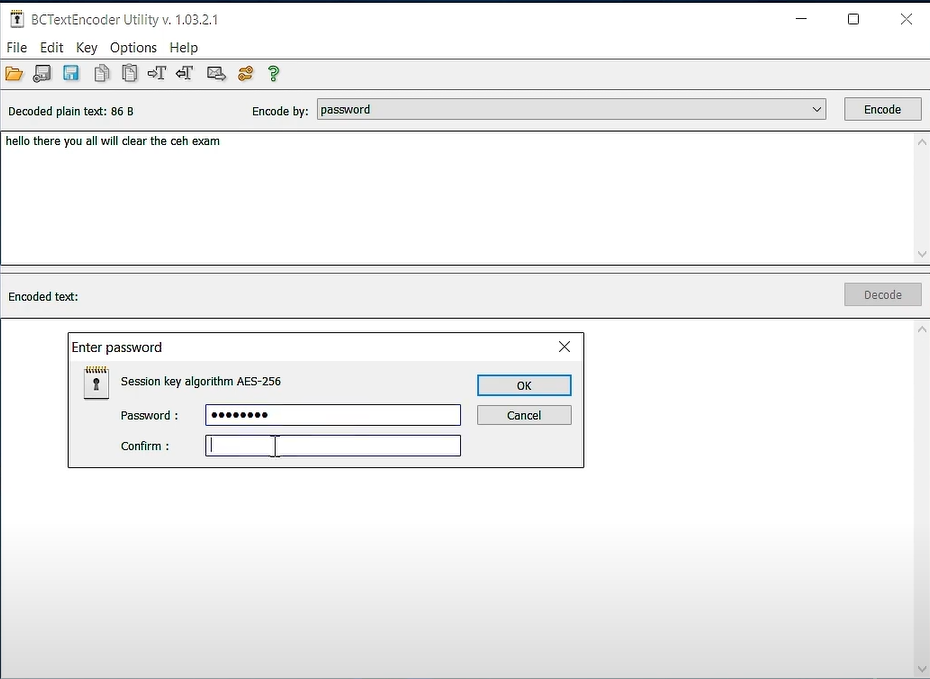 BCTextEncoder Utility v. 1.03.2.1
File Edit Key Options Help
Decoded plain text: 86 B Encode by: password Encode
hello there you all will clear the ceh exam
Encoded text: Decode
Enter password
Session key algorithm AES-256 OK
Password : ●●●●●●●● Cancel
Confirm :